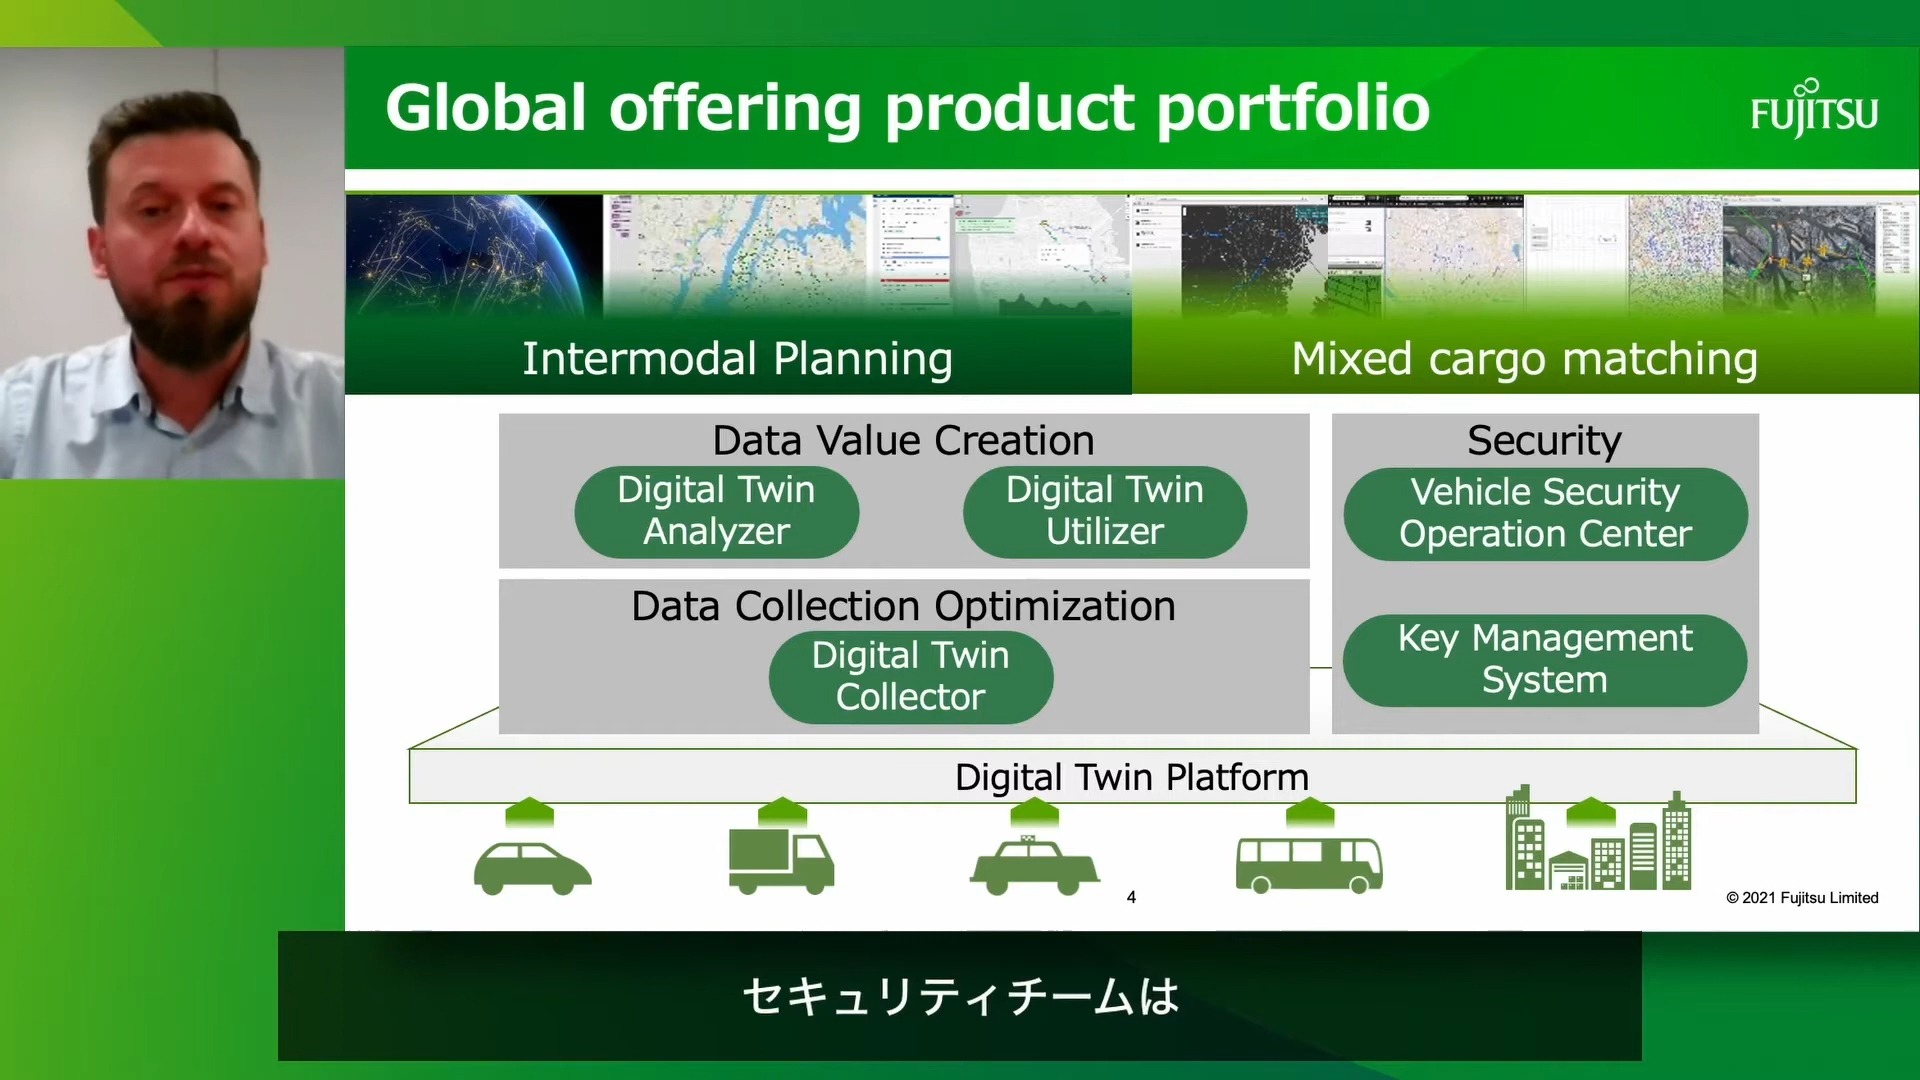 Global offering product portfolio
FUJITSU
Intermodal Planning
Mixed cargo matching
Data Value Creation
Digital Twin
Analyzer
Digital Twin
Utilizer
Security
Vehicle Security
Operation Center
Data Collection Optimization
Digital Twin
Collector
Key Management
System
Digital Twin Platform
4
© 2021 Fujitsu Limited
セキュリティチームは